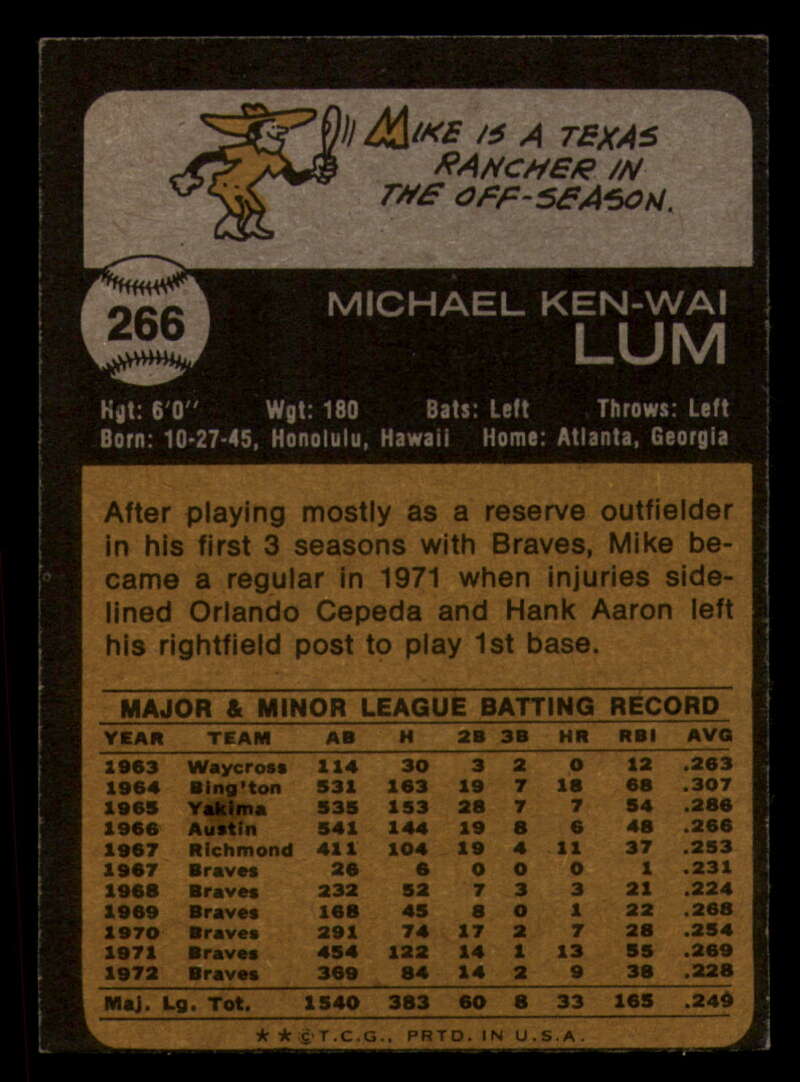 MIKE IS A TEXAS
RANCHER IN
THE OFF-SEASON.
266
MICHAEL KEN-WAI
LUM
Hgt: 6'0" Wgt: 180 Bats: Left Throws: Left
Born: 10-27-45, Honolulu, Hawaii Home: Atlanta, Georgia
After playing mostly as a reserve outfielder
in his first 3 seasons with Braves, Mike be-
came a regular in 1971 when injuries side-
lined Orlando Cepeda and Hank Aaron left
his rightfield post to play 1st base.
MAJOR & MINOR LEAGUE BATTING RECORD
YEAR TEAM AB H 2B 3B HR RBI AVG
1963 Waycross 114 30 3 2 0 12 .263
1964 Bing'ton 531 163 19 7 18 68 .307
1965 Yakima 535 153 28 7 7 54 .286
1966 Austin 541 144 19 8 6 48 .266
1967 Richmond 411 104 19 4 11 37 .253
1967 Braves 26 6 0 0 0 1 .231
1968 Braves 232 52 7 3 3 21 .224
1969 Braves 168 45 8 0 1 22 .268
1970 Braves 291 74 17 2 7 28 .254
1971 Braves 454 122 14 1 13 55 .269
1972 Braves 369 84 14 2 9 38 .228
Maj. Lg. Tot. 1540 383 60 8 33 165 .249
* * © T.C.G., PRTD. IN U.S.A.